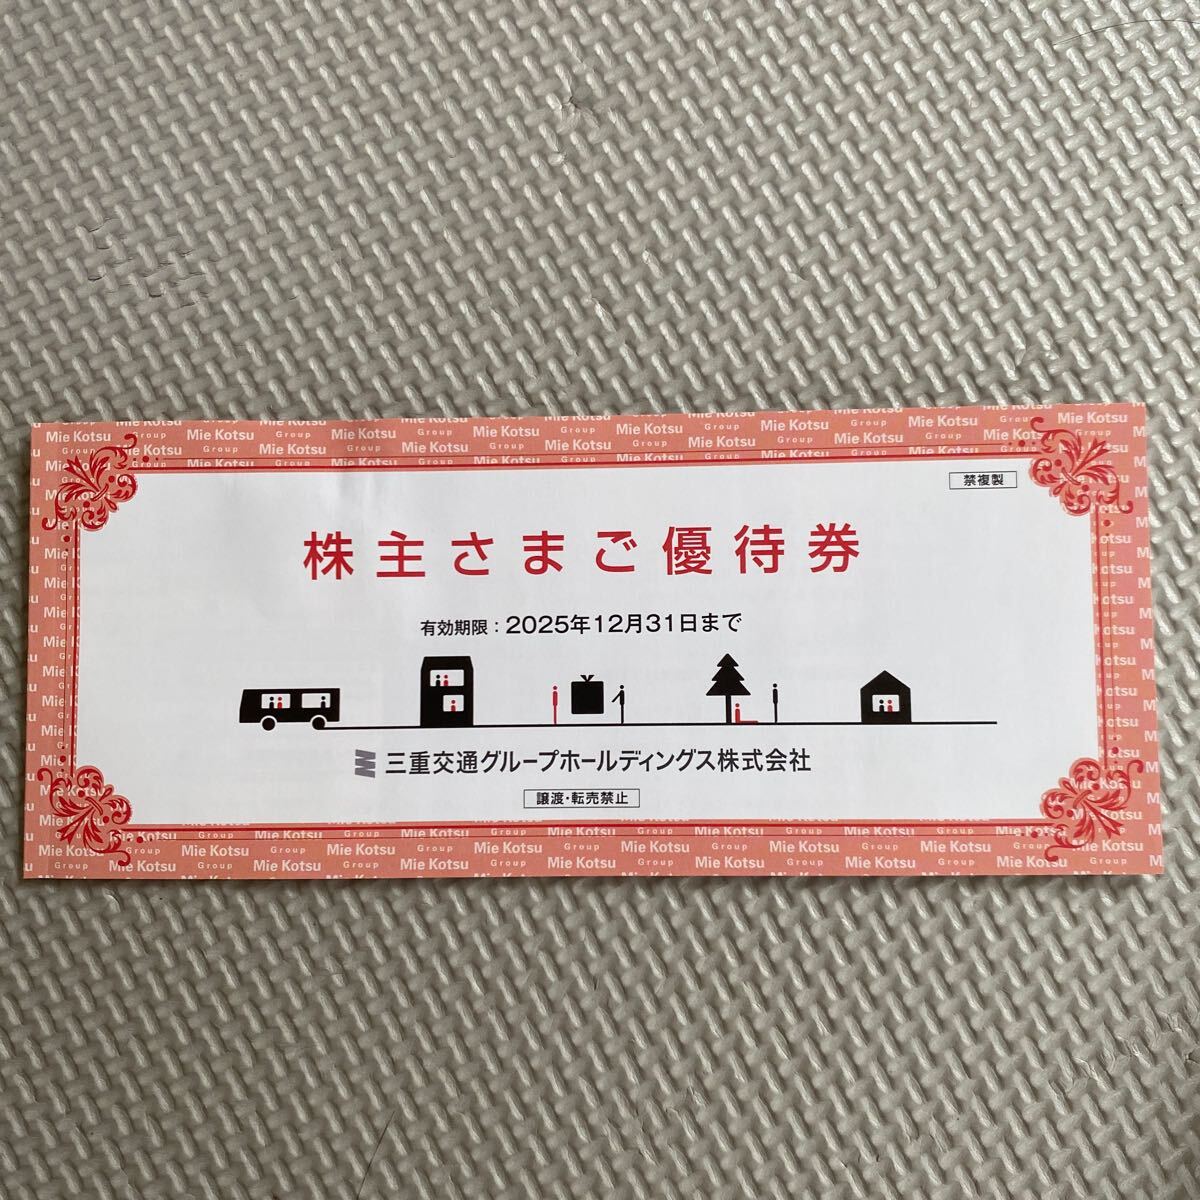 Mie Kotsu Group
禁複製
株主さまご優待券
有効期限：2025年12月31日まで
三重交通グループホールディングス株式会社
譲渡・転売禁止